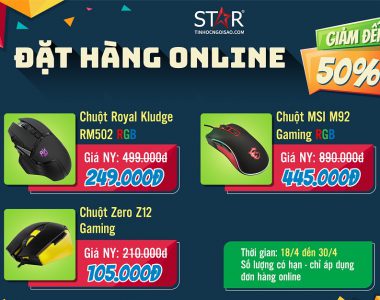 STAR
TINHOCNGOISAO.COM
ĐẶT HÀNG ONLINE
GIẢM ĐẾN
50%
Chuột Royal Kludge
RM502 RGB
Giá NY: 499.000đ
249.000Đ
Chuột MSI M92
Gaming RGB
Giá NY: 890.000đ
445.000Đ
Chuột Zero Z12
Gaming
Giá NY: 210.000đ
105.000Đ
Thời gian: 18/4 đến 30/4
Số lượng có hạn - chỉ áp dụng
đơn hàng online